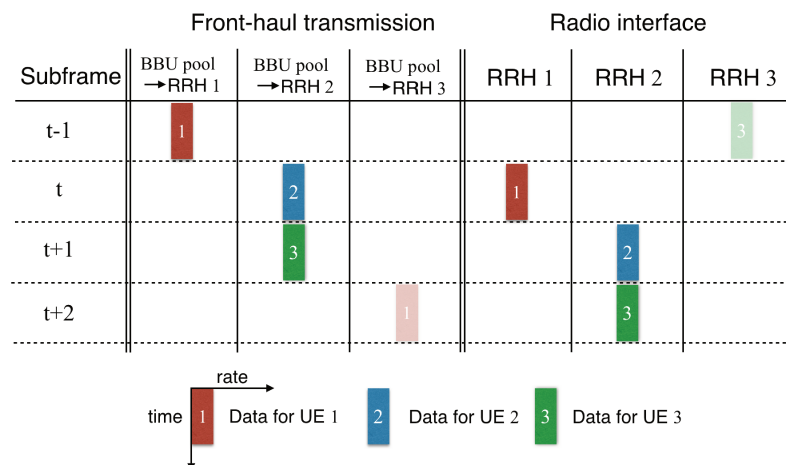 Front-haul transmission Radio interface
Subframe BBU pool →RRH 1 BBU pool →RRH 2 BBU pool →RRH 3 RRH 1 RRH 2 RRH 3
t-1 1 3
t 2 1
t+1 3 2
t+2 1 3
rate
time 1 Data for UE 1 2 Data for UE 2 3 Data for UE 3